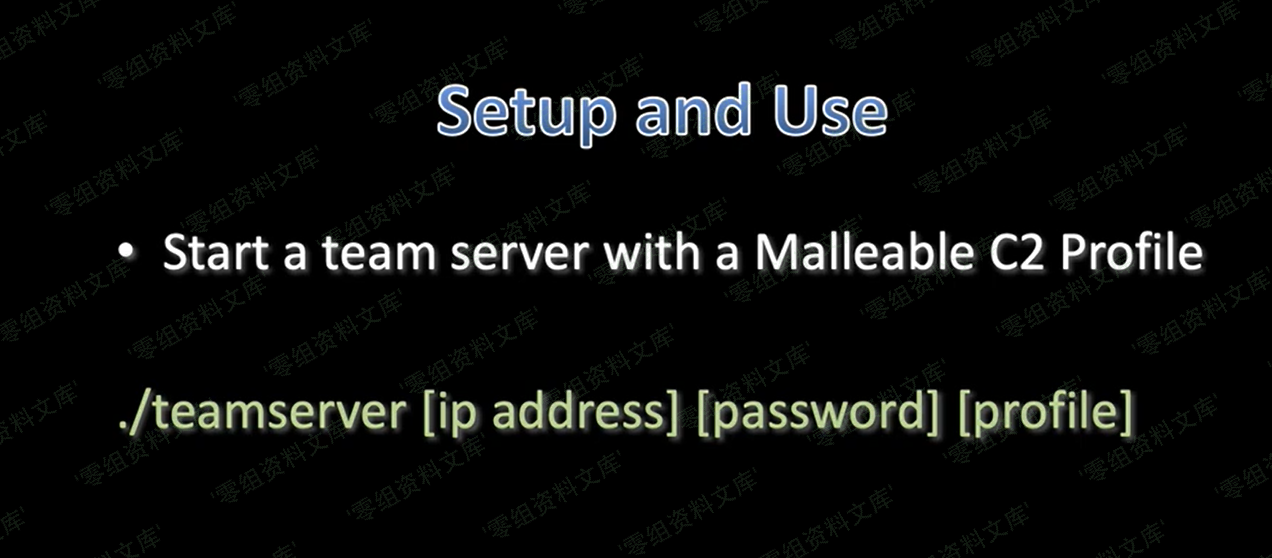 Setup and Use
• Start a team server with a Malleable C2 Profile
./teamserver [ip address] [password] [profile]
'零组资料文库'